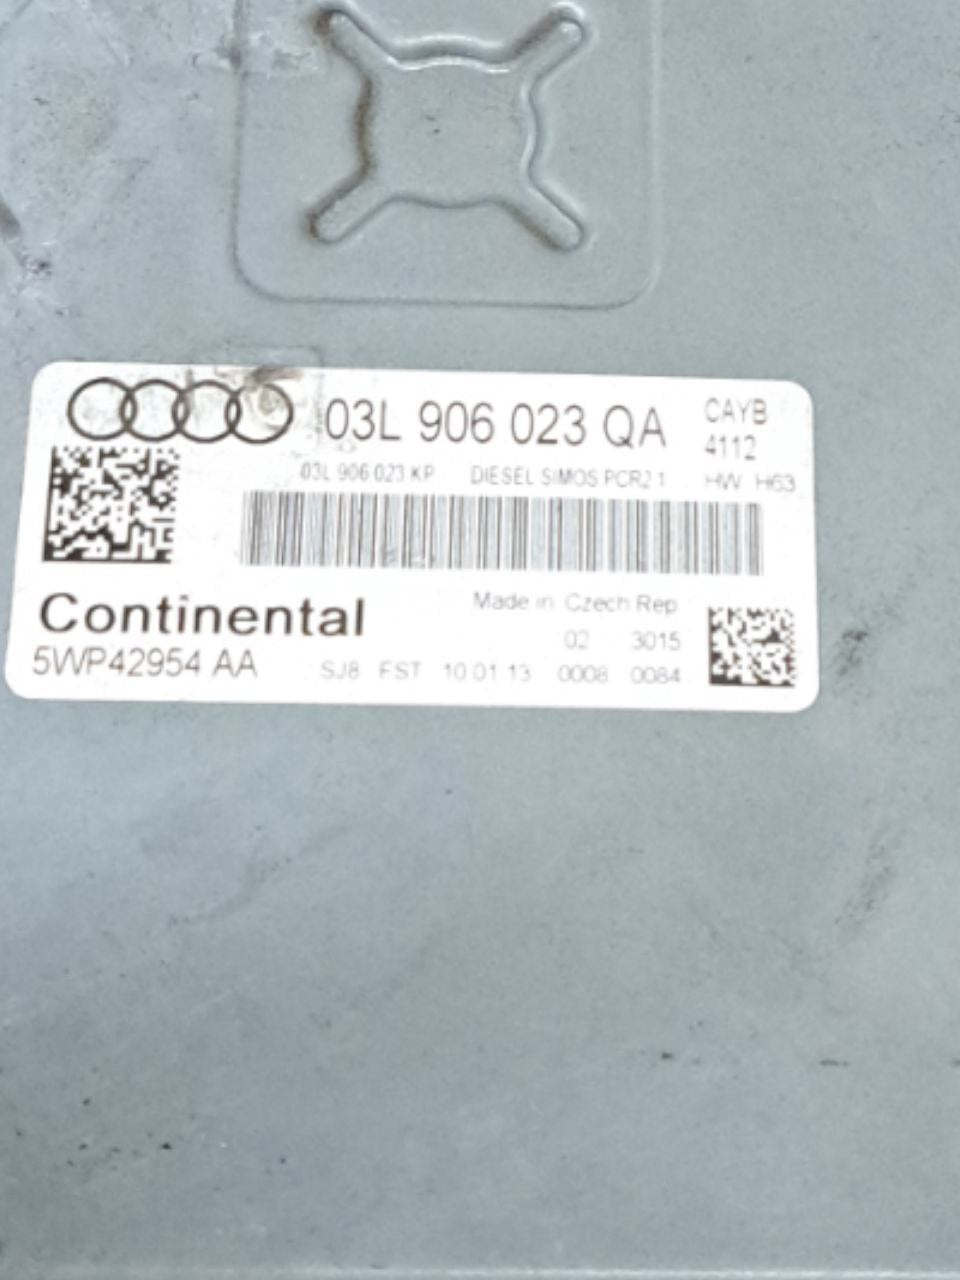 03L 906 023 QA CAYB
4112
03L 906 023 KP DIESEL SIMOS PCR2 1 HW H63
Continental Made in Czech Rep
02 3015
5WP42954 AA SJ8 FST 10 01 13 0008 0084